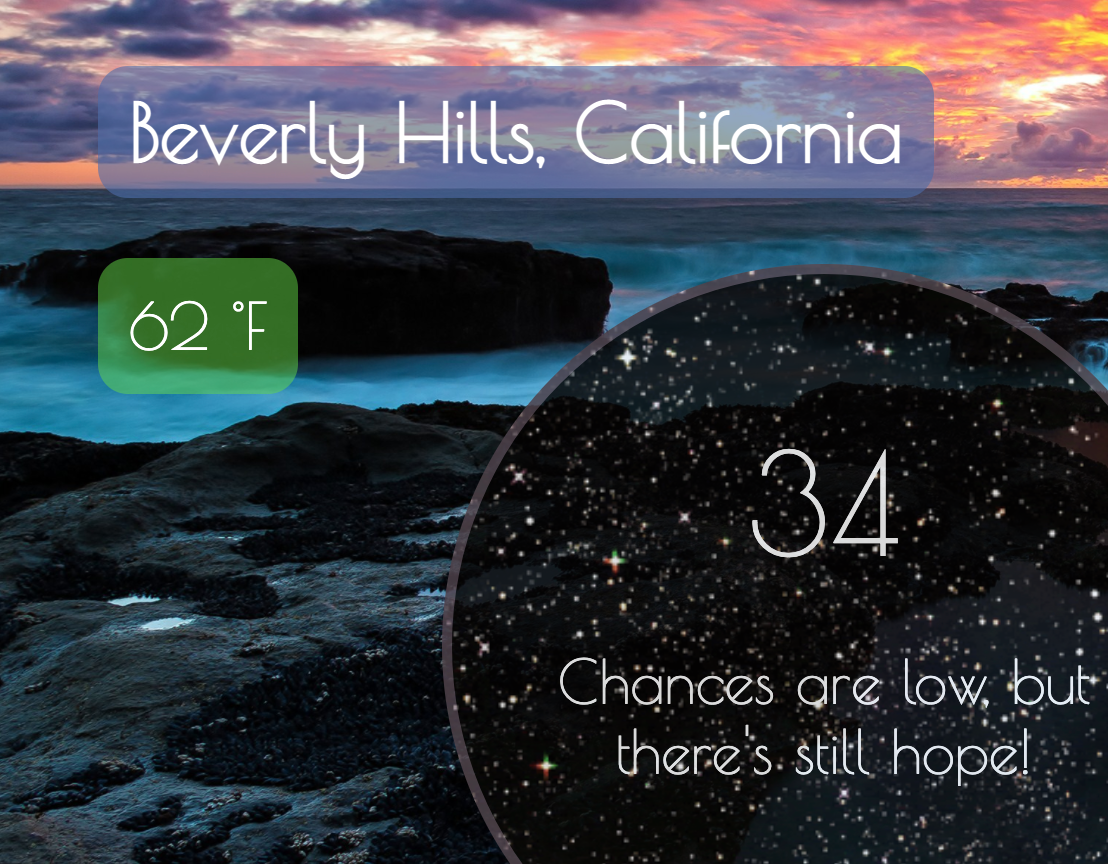 Beverly Hills, California
62 °F
34
Chances are low, but
there's still hope!